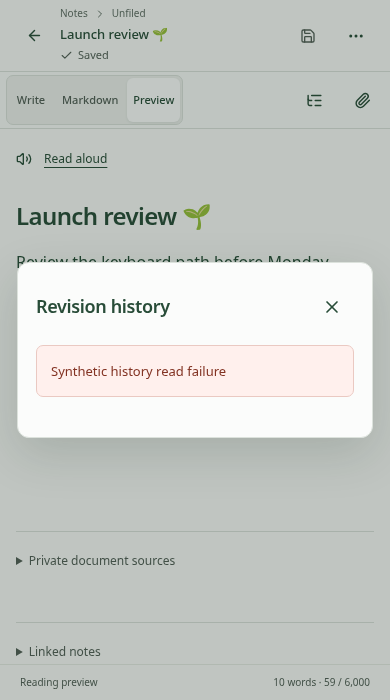 Notes > Unfiled
Launch review 🌱
Saved
Write Markdown Preview
Read aloud
Launch review 🌱
Review the keyboard path before Monday.
Revision history
Synthetic history read failure
Private document sources
Linked notes
Reading preview 10 words · 59 / 6,000